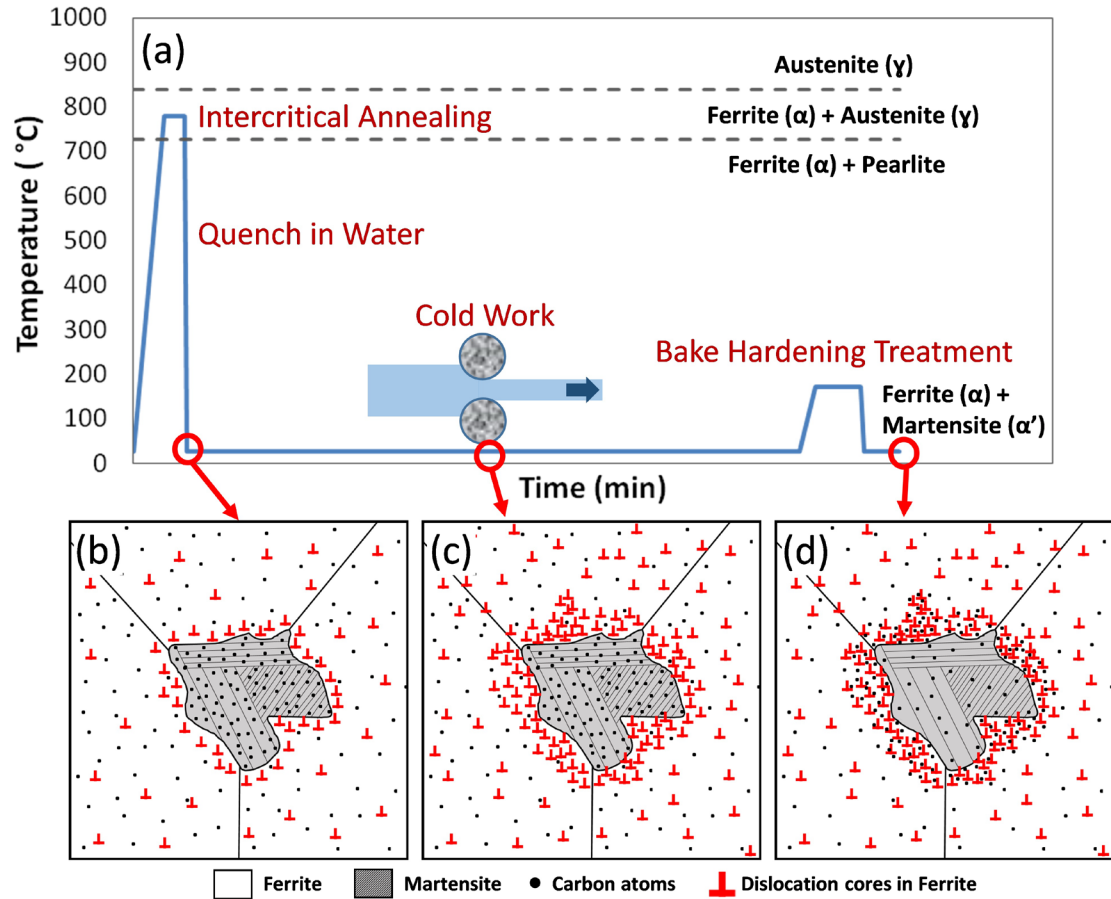 1000
900
800
700
600
500
400
300
200
100
0
Temperature ( °C)
(a)
Austenite (ɣ)
Intercritical Annealing
Ferrite (α) + Austenite (ɣ)
Ferrite (α) + Pearlite
Quench in Water
Cold Work
Bake Hardening Treatment
Ferrite (α) +
Martensite (α’)
Time (min)
(b)
(c)
(d)
Ferrite
Martensite
Carbon atoms
Dislocation cores in Ferrite